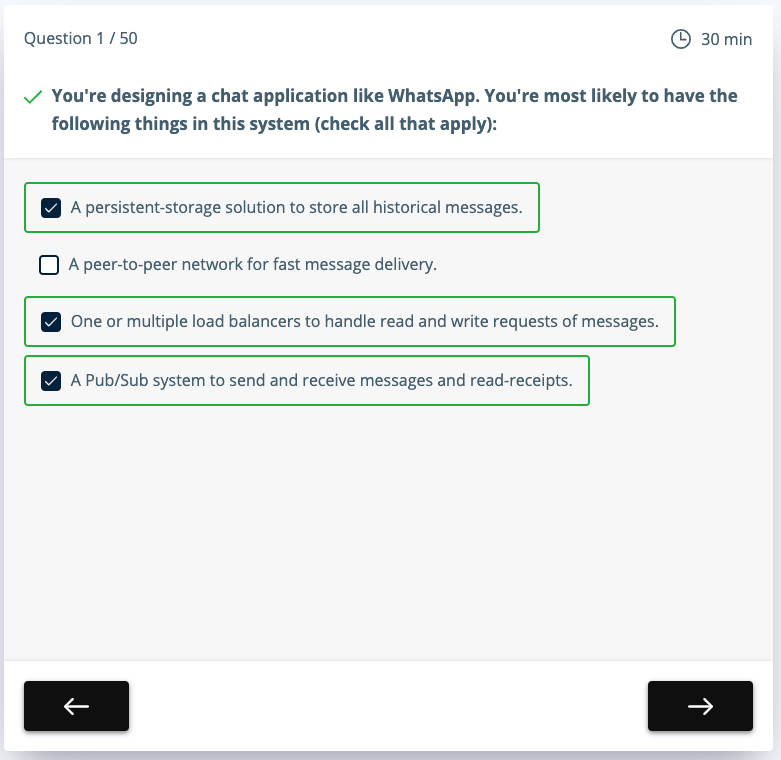 Question 1 / 50
30 min
You're designing a chat application like WhatsApp. You're most likely to have the
following things in this system (check all that apply):
A persistent-storage solution to store all historical messages.
A peer-to-peer network for fast message delivery.
One or multiple load balancers to handle read and write requests of messages.
A Pub/Sub system to send and receive messages and read-receipts.